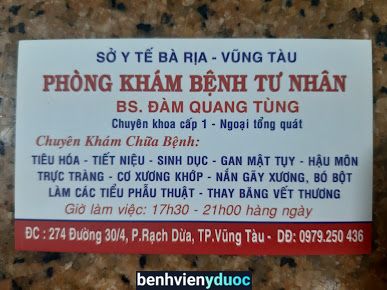 SỞ Y TẾ BÀ RỊA - VŨNG TÀU
PHÒNG KHÁM BỆNH TƯ NHÂN
BS. ĐÀM QUANG TÙNG
Chuyên khoa cấp 1 - Ngoại tổng quát
Chuyên Khám Chữa Bệnh:
TIÊU HÓA - TIẾT NIỆU - SINH DỤC - GAN MẬT TỤY - HẬU MÔN
TRỰC TRÀNG - CƠ XƯƠNG KHỚP - NẮN GÃY XƯƠNG, BÓ BỘT
LÀM CÁC TIỂU PHẪU THUẬT - THAY BĂNG VẾT THƯƠNG
Giờ làm việc: 17h30 - 21h00 hàng ngày
ĐC : 274 Đường 30/4, P.Rạch Dừa, TP.Vũng Tàu - DĐ: 0979.250 436
benhvienyduoc